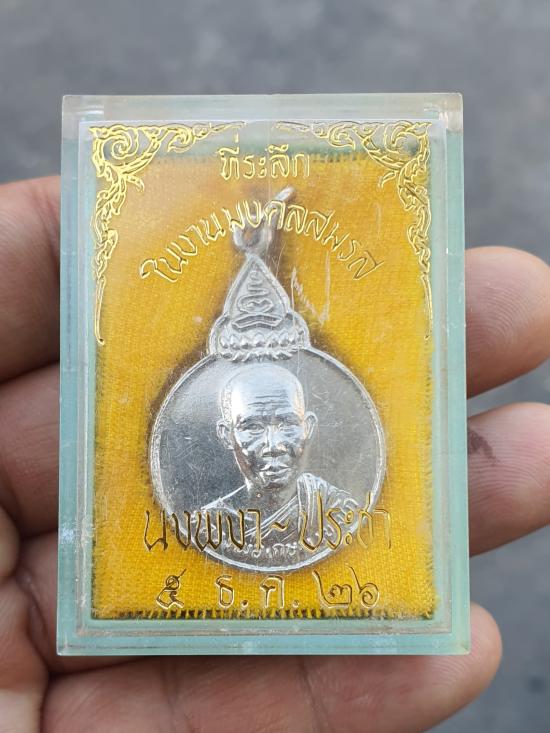 ที่ระลึก
ในงานมงคลสมรส
นงพงา ~ ประชา
๕ ธ.ค. ๒๖